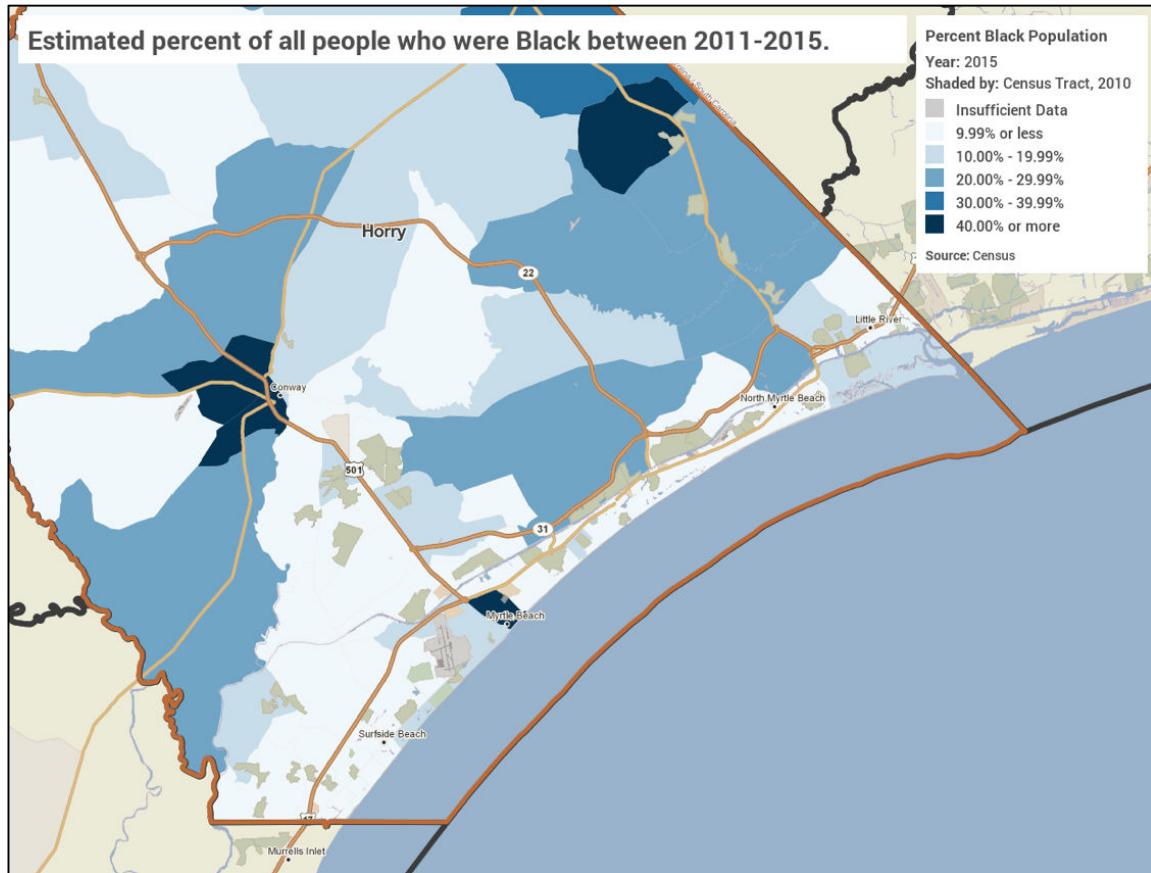 Estimated percent of all people who were Black between 2011-2015.
Percent Black Population
Year: 2015
Shaded by: Census Tract, 2010
Insufficient Data
9.99% or less
10.00% - 19.99%
20.00% - 29.99%
30.00% - 39.99%
40.00% or more
Source: Census
South Carolina
Horry
22
Little River
Conway
North Myrtle Beach
501
31
Myrtle Beach
Surfside Beach
17
Murrells Inlet